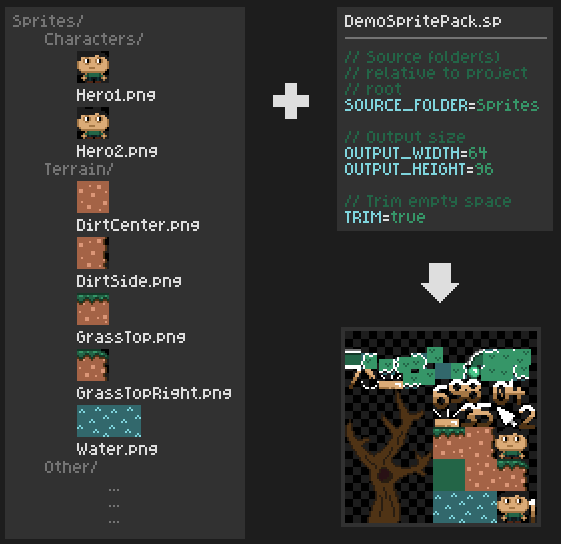 Sprites/
Characters/
Hero1.png
Hero2.png
Terrain/
DirtCenter.png
DirtSide.png
GrassTop.png
GrassTopRight.png
Water.png
Other/
...
...
...
DemoSpritePack.sp
// Source folder(s)
// relative to project
// root
SOURCE_FOLDER=Sprites
// Output size
OUTPUT_WIDTH=64
OUTPUT_HEIGHT=96
// Trim empty space
TRIM=true